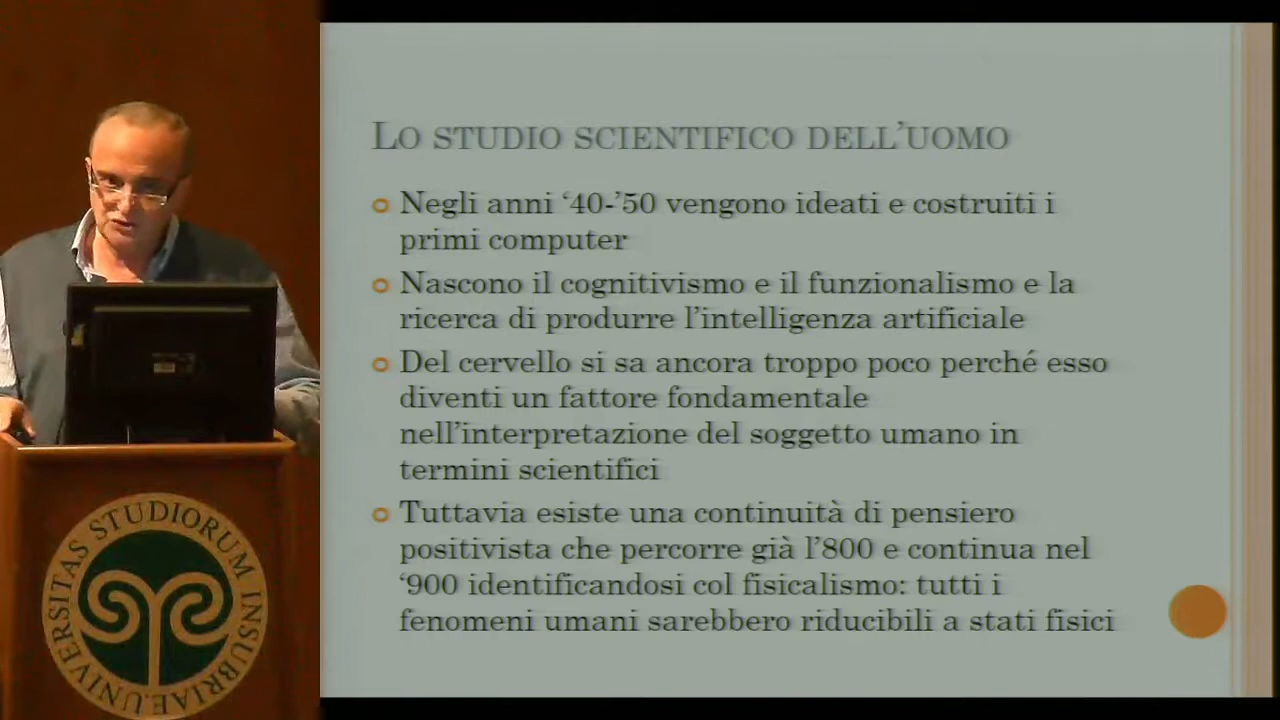 LO STUDIO SCIENTIFICO DELL’UOMO
Negli anni ‘40-’50 vengono ideati e costruiti i
primi computer
Nascono il cognitivismo e il funzionalismo e la
ricerca di produrre l’intelligenza artificiale
Del cervello si sa ancora troppo poco perché esso
diventi un fattore fondamentale
nell’interpretazione del soggetto umano in
termini scientifici
Tuttavia esiste una continuità di pensiero
positivista che percorre già l’800 e continua nel
‘900 identificandosi col fisicalismo: tutti i
fenomeni umani sarebbero riducibili a stati fisici
UNIVERSITAS STUDIORUM INSUBRIAE